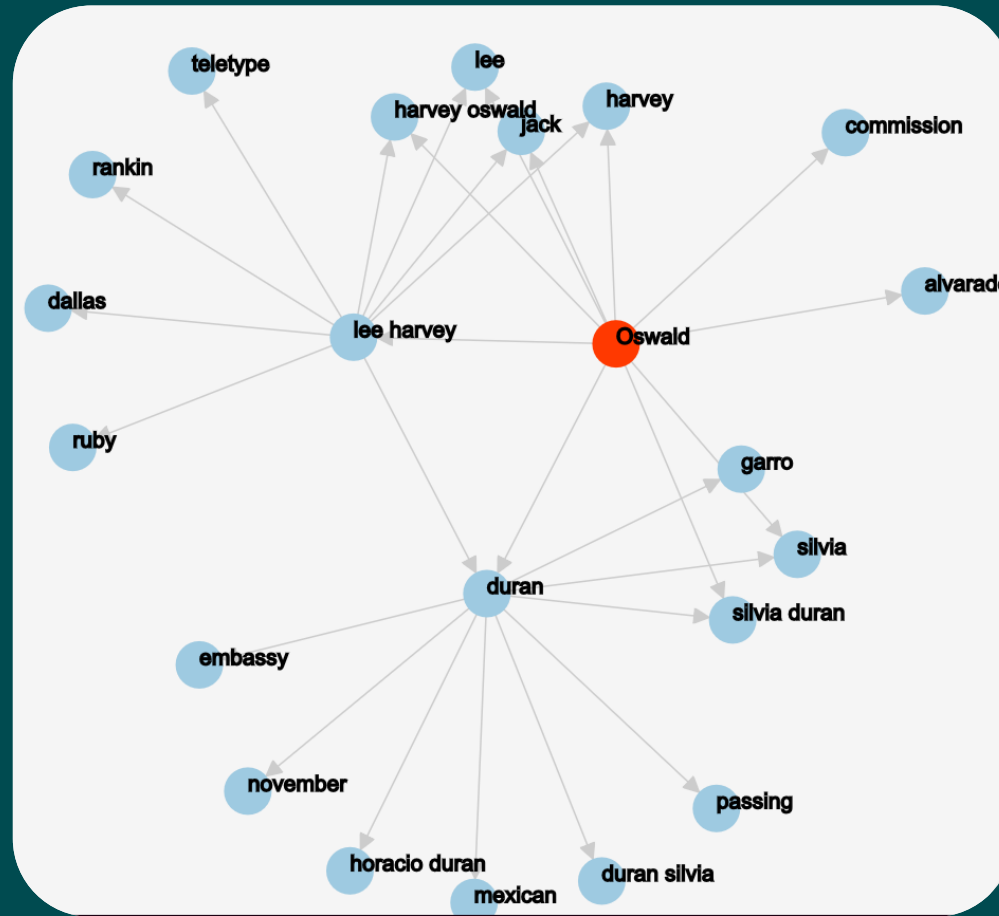 teletype
lee
harvey oswald
jack
harvey
commission
rankin
dallas
lee harvey
Oswald
alvarad
ruby
garro
silvia
duran
silvia duran
embassy
november
passing
horacio duran
mexican
duran silvia